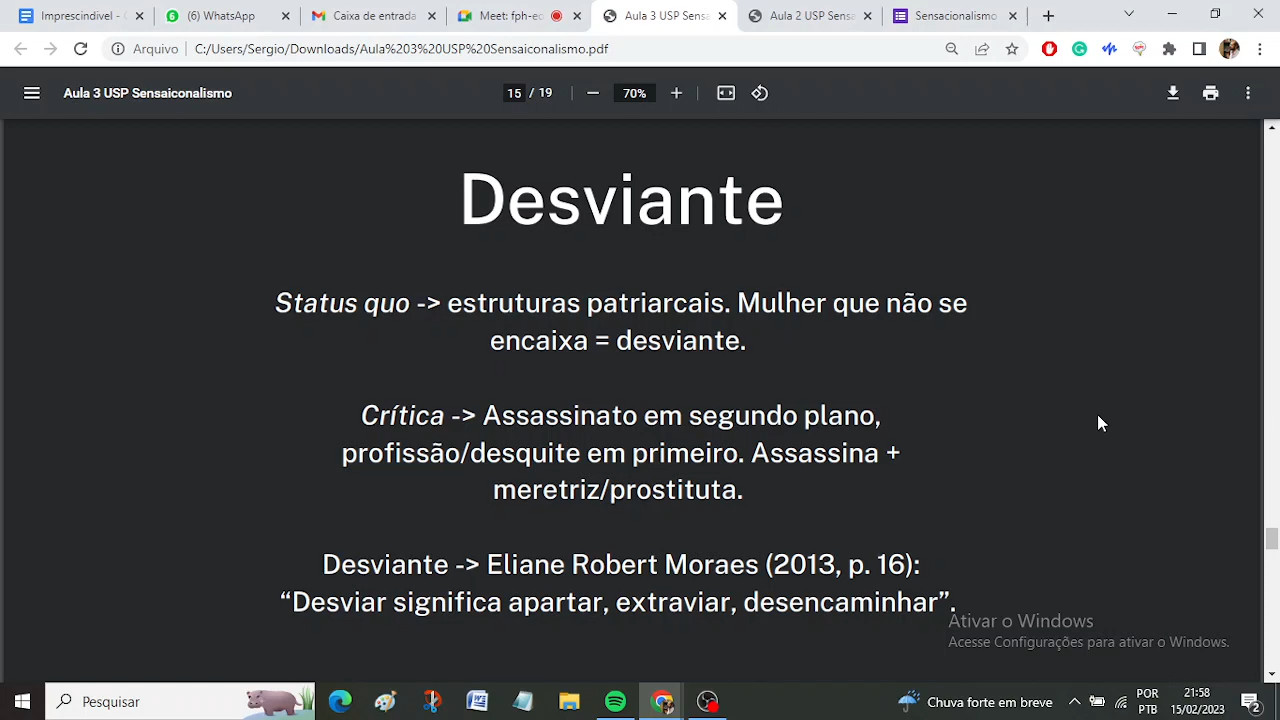 Imprescindível - G
(6) WhatsApp
Caixa de entrada
Meet: fph-e
Aula 3 USP Sensa
Aula 2 USP Sensa
Sensacionalismo
Arquivo
C:/Users/Sergio/Downloads/Aula%203%20USP%20Sensaiconalismo.pdf
Aula 3 USP Sensaiconalismo
15 / 19
70%
Desviante
Status quo -> estruturas patriarcais. Mulher que não se
encaixa = desviante.
Crítica -> Assassinato em segundo plano,
profissão/desquite em primeiro. Assassina +
meretriz/prostituta.
Desviante -> Eliane Robert Moraes (2013, p. 16):
“Desviar significa apartar, extraviar, desencaminhar”.
Ativar o Windows
Acesse Configurações para ativar o Windows.
Pesquisar
Chuva forte em breve
POR
PTB
21:58
15/02/2023
2